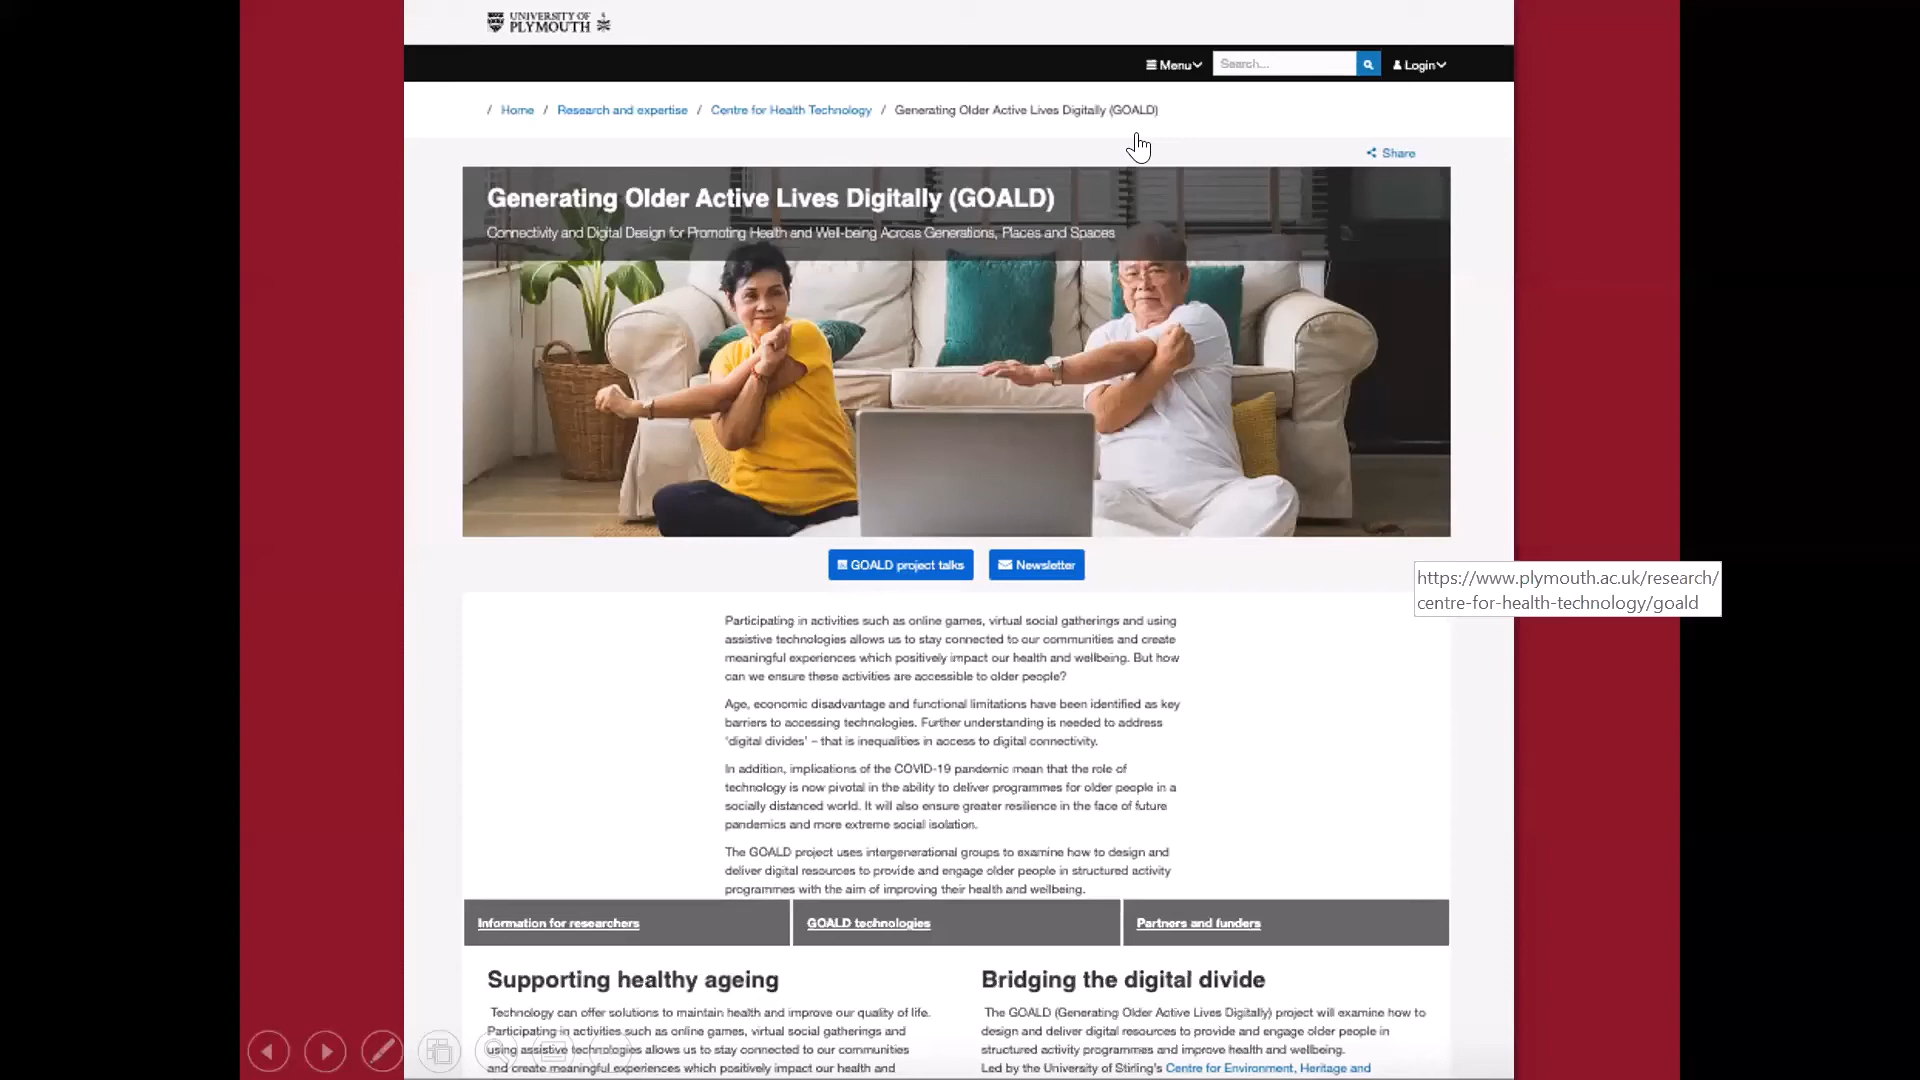 UNIVERSITY OF
PLYMOUTH
Menu
Search...
Login
/ Home / Research and expertise / Centre for Health Technology / Generating Older Active Lives Digitally (GOALD)
Share
Generating Older Active Lives Digitally (GOALD)
Connectivity and Digital Design for Promoting Health and Well-being Across Generations, Places and Spaces
GOALD project talks
Newsletter
https://www.plymouth.ac.uk/research/
centre-for-health-technology/goald
Participating in activities such as online games, virtual social gatherings and using
assistive technologies allows us to stay connected to our communities and create
meaningful experiences which positively impact our health and wellbeing. But how
can we ensure these activities are accessible to older people?
Age, economic disadvantage and functional limitations have been identified as key
barriers to accessing technologies. Further understanding is needed to address
'digital divides' – that is inequalities in access to digital connectivity.
In addition, implications of the COVID-19 pandemic mean that the role of
technology is now pivotal in the ability to deliver programmes for older people in a
socially distanced world. It will also ensure greater resilience in the face of future
pandemics and more extreme social isolation.
The GOALD project uses intergenerational groups to examine how to design and
deliver digital resources to provide and engage older people in structured activity
programmes with the aim of improving their health and wellbeing.
Information for researchers
GOALD technologies
Partners and funders
Supporting healthy ageing
Technology can offer solutions to maintain health and improve our quality of life.
Participating in activities such as online games, virtual social gatherings and
using assistive technologies allows us to stay connected to our communities
and create meaningful experiences which positively impact our health and
Bridging the digital divide
The GOALD (Generating Older Active Lives Digitally) project will examine how to
design and deliver digital resources to provide and engage older people in
structured activity programmes and improve health and wellbeing.
Led by the University of Stirling's Centre for Environment, Heritage and